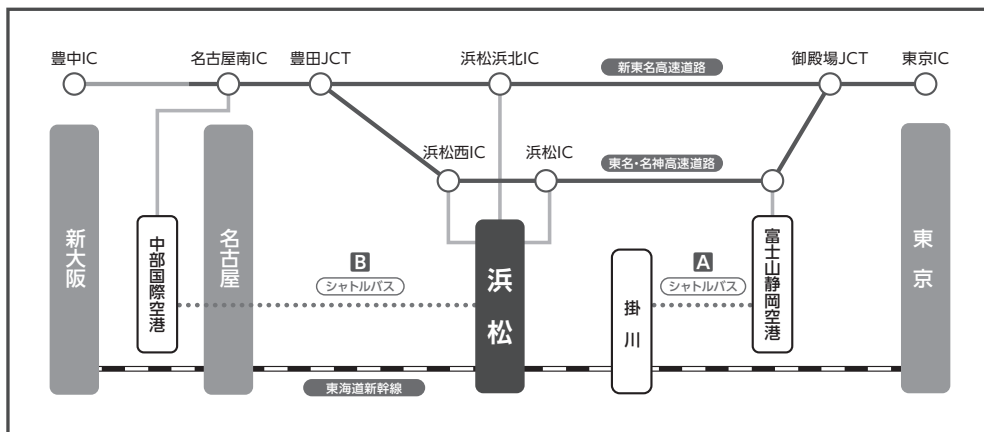 豊中IC
名古屋南IC
豊田JCT
浜松浜北IC
新東名高速道路
御殿場JCT
東京IC
浜松西IC
浜松IC
東名・名神高速道路
新大阪
中部国際空港
名古屋
B
シャトルバス
浜松
掛川
A
シャトルバス
富士山静岡空港
東京
東海道新幹線